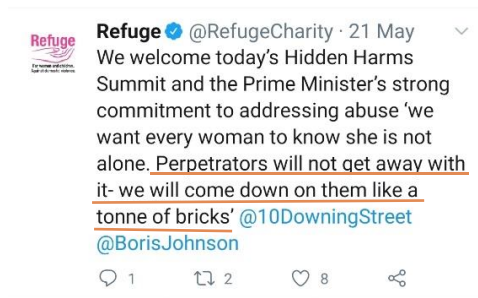 Refuge @RefugeCharity · 21 May
Refuge
For women and children.
Against domestic violence.
We welcome today's Hidden Harms
Summit and the Prime Minister's strong
commitment to addressing abuse 'we
want every woman to know she is not
alone. Perpetrators will not get away with
it- we will come down on them like a
tonne of bricks' @10DowningStreet
@BorisJohnson
1 2 8